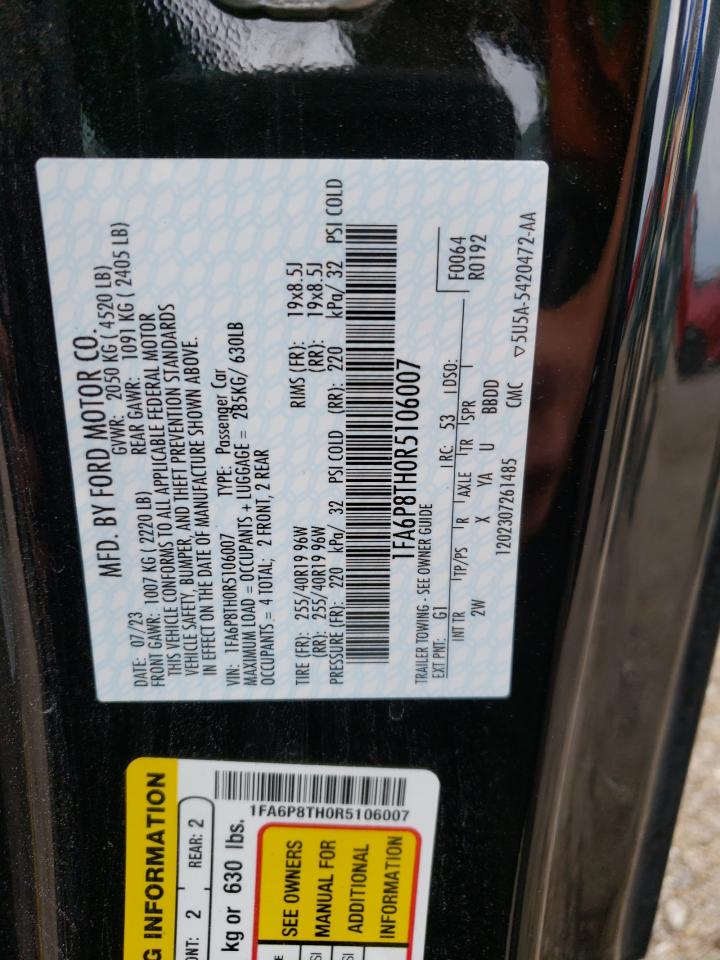 MFD. BY FORD MOTOR CO.
DATE: 07/23 GVWR: 2050 KG ( 4520 LB)
FRONT GAWR: 1007 KG ( 2220 LB) REAR GAWR: 1091 KG ( 2405 LB)
THIS VEHICLE CONFORMS TO ALL APPLICABLE FEDERAL MOTOR
VEHICLE SAFETY, BUMPER, AND THEFT PREVENTION STANDARDS
IN EFFECT ON THE DATE OF MANUFACTURE SHOWN ABOVE.
VIN: 1FA6P8TH0R5106007 TYPE: Passenger Car
MAXIMUM LOAD = OCCUPANTS + LUGGAGE = 285KG/ 630LB
OCCUPANTS = 4 TOTAL; 2 FRONT, 2 REAR
TIRE (FR): 255/40R19 96W RIMS (FR): 19x8.5J
(RR): 255/40R19 96W (RR): 19x8.5J
PRESSURE (FR): 220 kPa/ 32 PSI COLD (RR): 220 kPa/ 32 PSI COLD
1FA6P8TH0R5106007
TRAILER TOWING - SEE OWNER GUIDE
EXT PNT: G1 RC: 53 DSO: F0064
R0192
INT TR TP/PS R AXLE TR SPR
2W X YA U BBDD
CMC
1202307261485 ▽5U5A-5420472-AA
G INFORMATION
ONT: 2 REAR: 2
kg or 630 lbs.
1FA6P8TH0R5106007
SEE OWNERS
MANUAL FOR
ADDITIONAL
INFORMATION